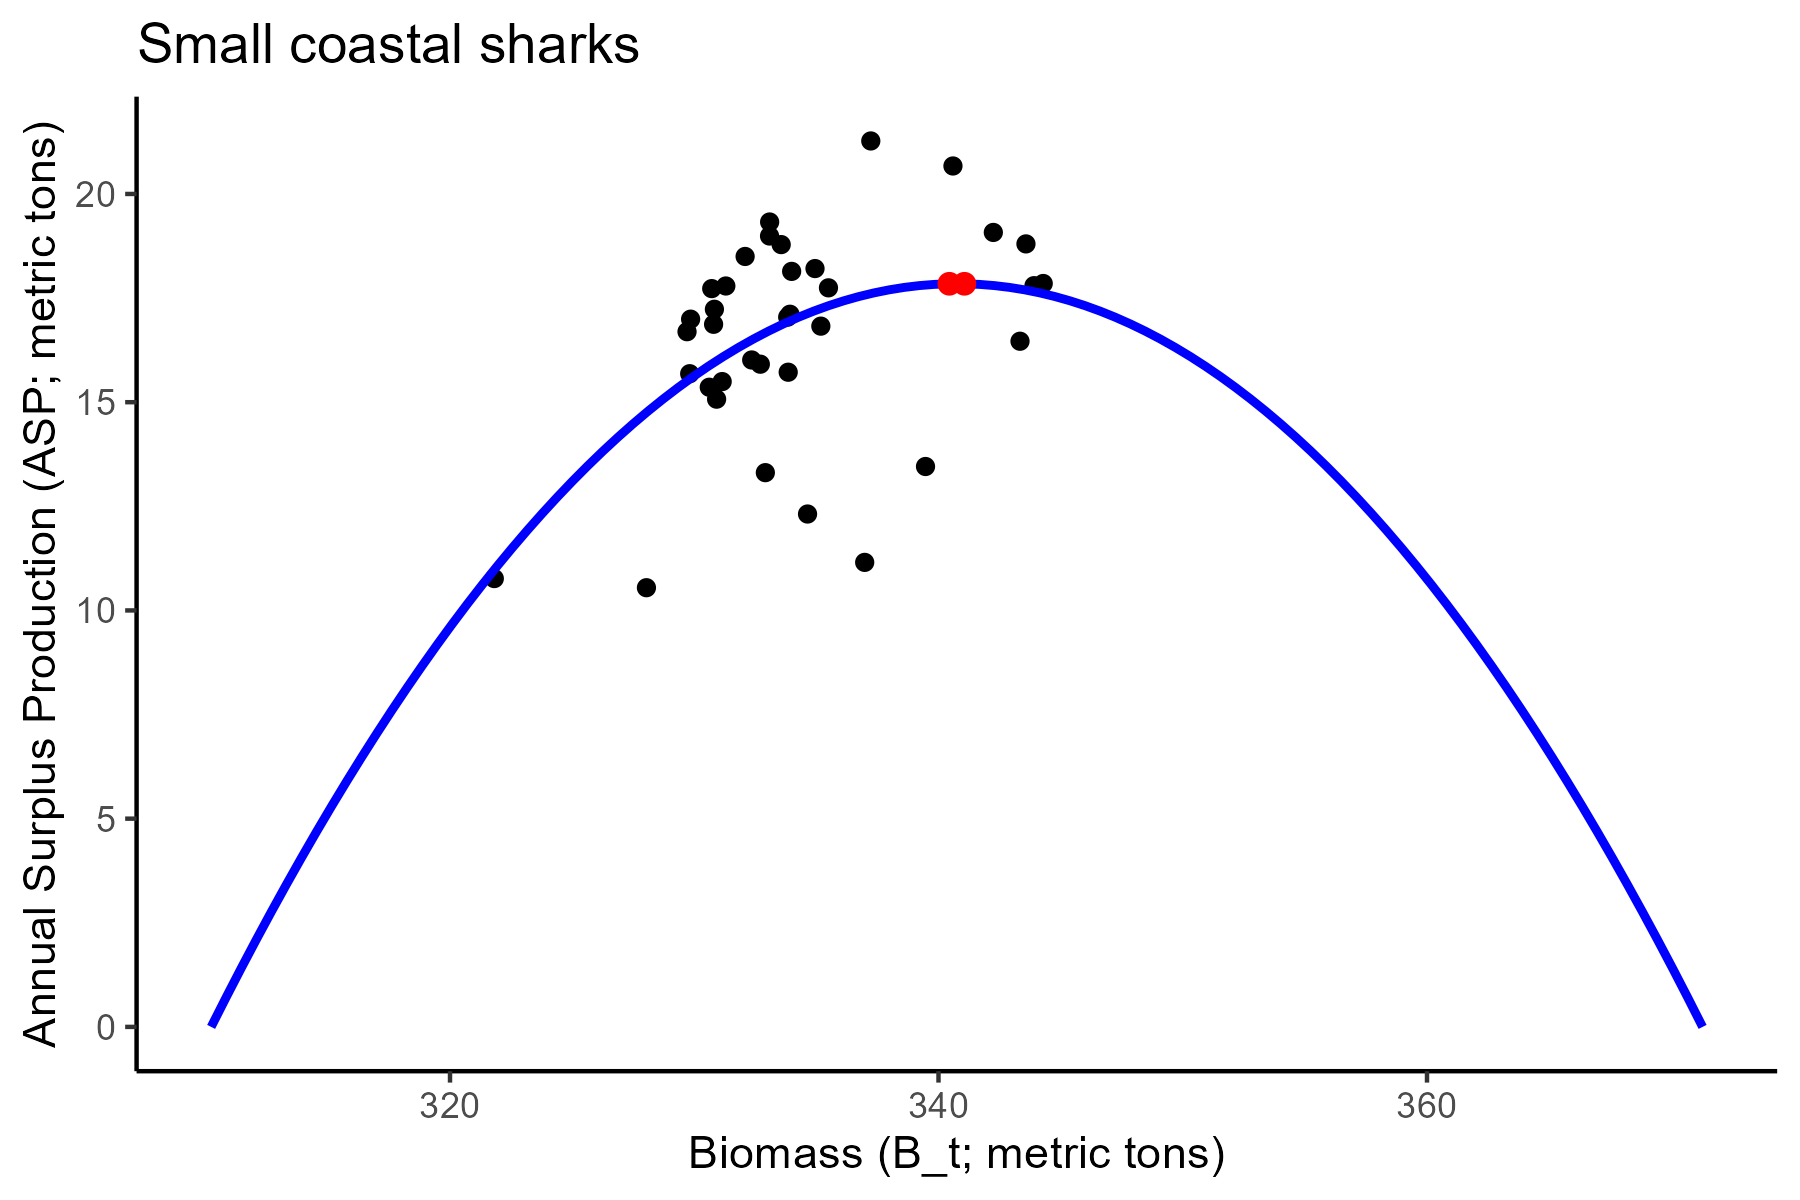 Small coastal sharks
Annual Surplus Production (ASP; metric tons)
20
15
10
5
0
320 340 360
Biomass (B_t; metric tons)